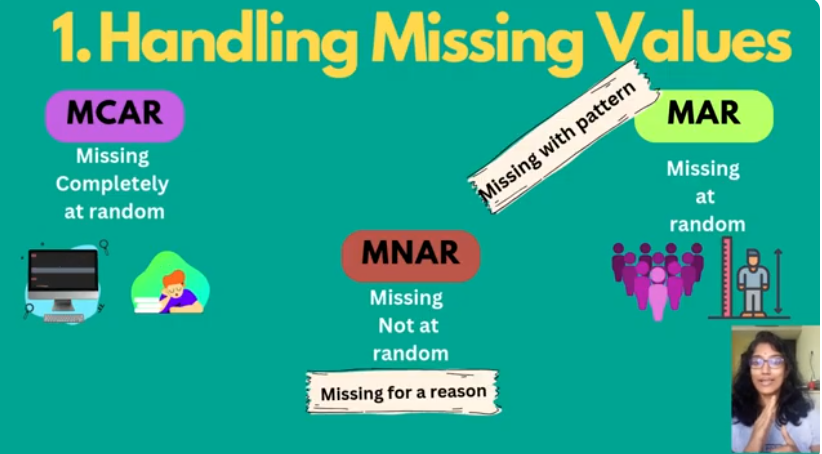 1. Handling Missing Values
MCAR
Missing
Completely
at random
MNAR
Missing
Not at
random
Missing for a reason
Missing with pattern
MAR
Missing
at
random